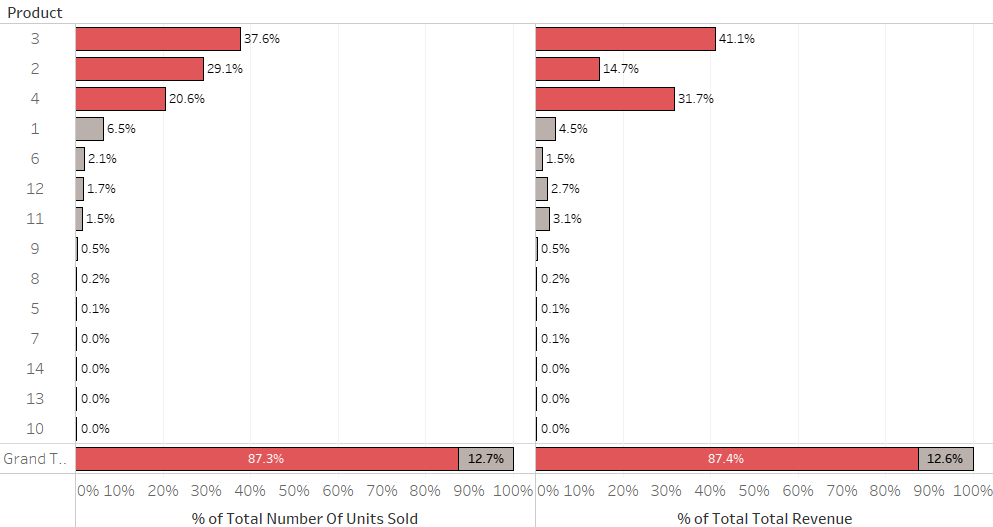 Product
3 37.6% 41.1%
2 29.1% 14.7%
4 20.6% 31.7%
1 6.5% 4.5%
6 2.1% 1.5%
12 1.7% 2.7%
11 1.5% 3.1%
9 0.5% 0.5%
8 0.2% 0.2%
5 0.1% 0.1%
7 0.0% 0.1%
14 0.0% 0.0%
13 0.0% 0.0%
10 0.0% 0.0%
Grand T.. 87.3% 12.7% 87.4% 12.6%
0% 10% 20% 30% 40% 50% 60% 70% 80% 90% 100% 0% 10% 20% 30% 40% 50% 60% 70% 80% 90% 100%
% of Total Number Of Units Sold % of Total Total Revenue